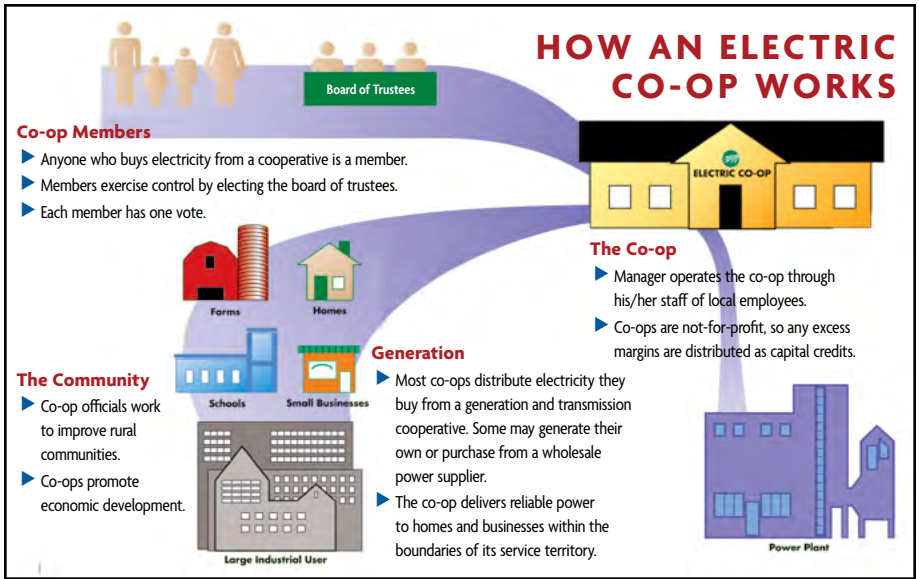 HOW AN ELECTRIC
CO-OP WORKS
Board of Trustees
Co-op Members
Anyone who buys electricity from a cooperative is a member.
Members exercise control by electing the board of trustees.
Each member has one vote.
ELECTRIC CO-OP
The Co-op
Manager operates the co-op through
his/her staff of local employees.
Co-ops are not-for-profit, so any excess
margins are distributed as capital credits.
Farms
Homes
Schools
Small Businesses
Large Industrial User
The Community
Co-op officials work
to improve rural
communities.
Co-ops promote
economic development.
Generation
Most co-ops distribute electricity they
buy from a generation and transmission
cooperative. Some may generate their
own or purchase from a wholesale
power supplier.
The co-op delivers reliable power
to homes and businesses within the
boundaries of its service territory.
Power Plant